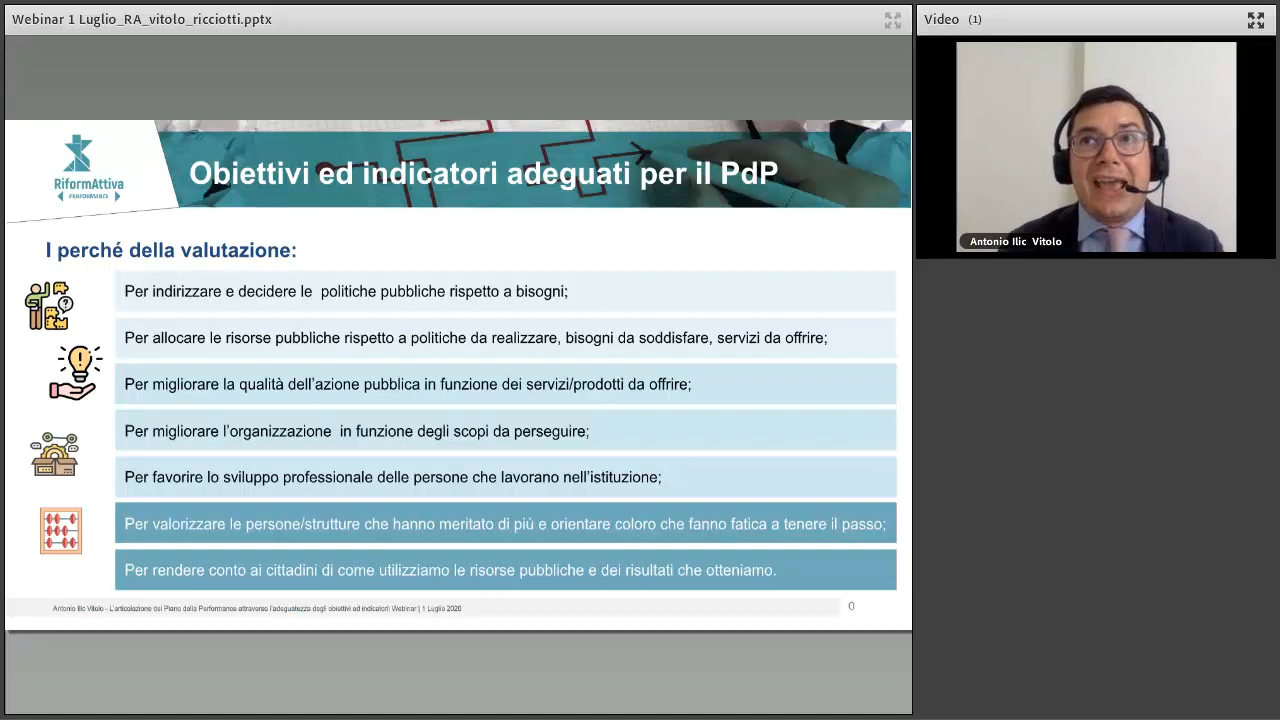 Webinar 1 Luglio_RA_vitolo_ricciotti.pptx
Video (1)
Antonio Ilic Vitolo
RiformAttiva
PERFORMANCE
Obiettivi ed indicatori adeguati per il PdP
I perché della valutazione:
Per indirizzare e decidere le politiche pubbliche rispetto a bisogni;
Per allocare le risorse pubbliche rispetto a politiche da realizzare, bisogni da soddisfare, servizi da offrire;
Per migliorare la qualità dell'azione pubblica in funzione dei servizi/prodotti da offrire;
Per migliorare l'organizzazione in funzione degli scopi da perseguire;
Per favorire lo sviluppo professionale delle persone che lavorano nell'istituzione;
Per valorizzare le persone/strutture che hanno meritato di più e orientare coloro che fanno fatica a tenere il passo;
Per rendere conto ai cittadini di come utilizziamo le risorse pubbliche e dei risultati che otteniamo.
Antonio Ilic Vitolo - L'articolazione del Piano della Performance attraverso l'adeguatezza degli obiettivi ed indicatori| Webinar | 1 Luglio 2020
0